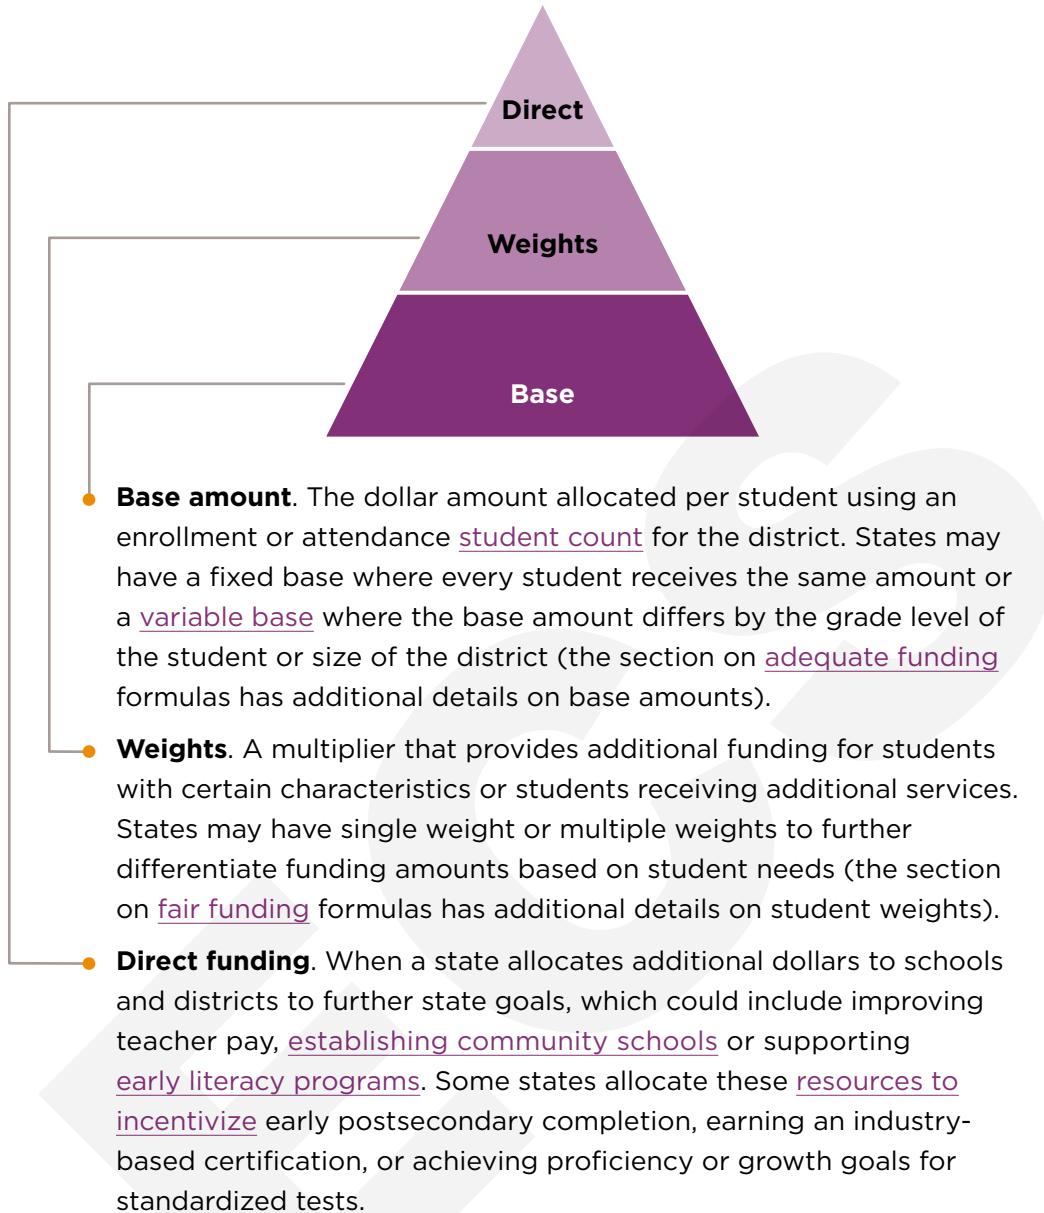 Direct
Weights
Base
Base amount. The dollar amount allocated per student using an
enrollment or attendance student count for the district. States may
have a fixed base where every student receives the same amount or
a variable base where the base amount differs by the grade level of
the student or size of the district (the section on adequate funding
formulas has additional details on base amounts).
Weights. A multiplier that provides additional funding for students
with certain characteristics or students receiving additional services.
States may have single weight or multiple weights to further
differentiate funding amounts based on student needs (the section
on fair funding formulas has additional details on student weights).
Direct funding. When a state allocates additional dollars to schools
and districts to further state goals, which could include improving
teacher pay, establishing community schools or supporting
early literacy programs. Some states allocate these resources to
incentivize early postsecondary completion, earning an industry-
based certification, or achieving proficiency or growth goals for
standardized tests.
ECS